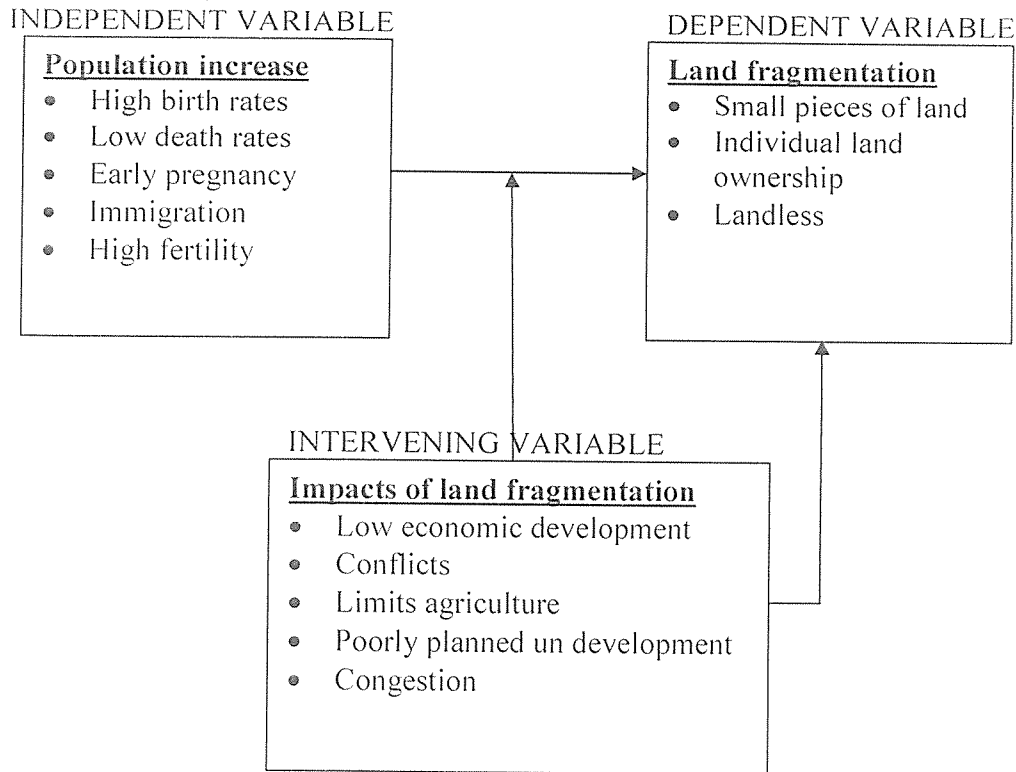 INDEPENDENT VARIABLE
Population increase
• High birth rates
• Low death rates
• Early pregnancy
• Immigration
• High fertility
DEPENDENT VARIABLE
Land fragmentation
• Small pieces of land
• Individual land
ownership
• Landless
INTERVENING VARIABLE
Impacts of land fragmentation
• Low economic development
• Conflicts
• Limits agriculture
• Poorly planned un development
• Congestion